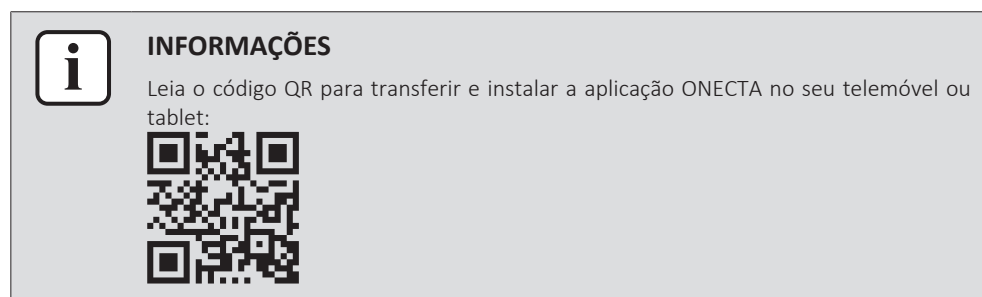 INFORMAÇÕES
Leia o código QR para transferir e instalar a aplicação ONECTA no seu telemóvel ou
tablet: